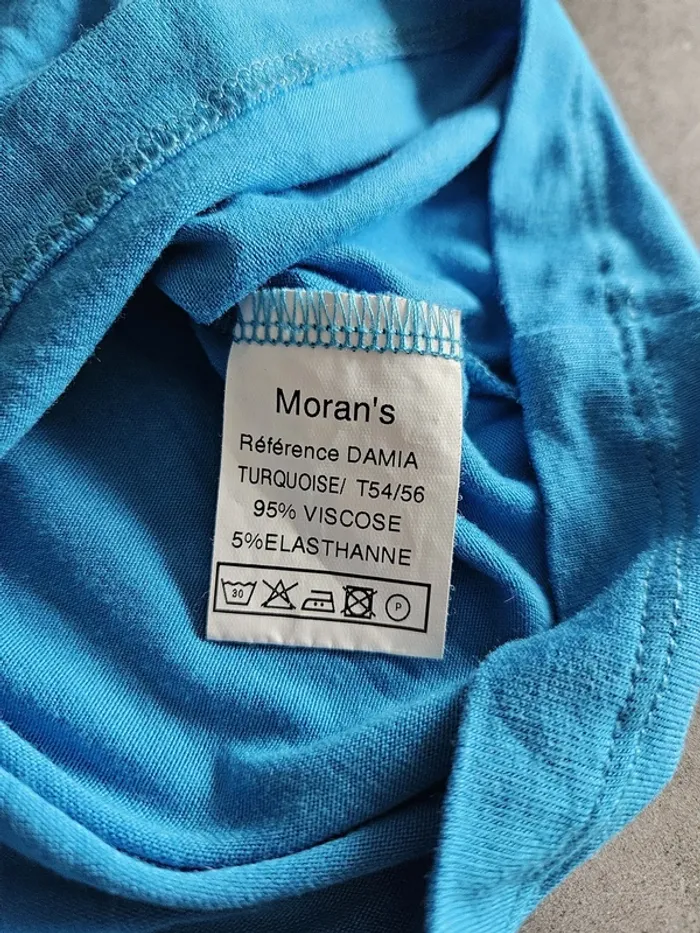 Moran's
Référence DAMIA
TURQUOISE/ T54/56
95% VISCOSE
5%ELASTHANNE
30 P